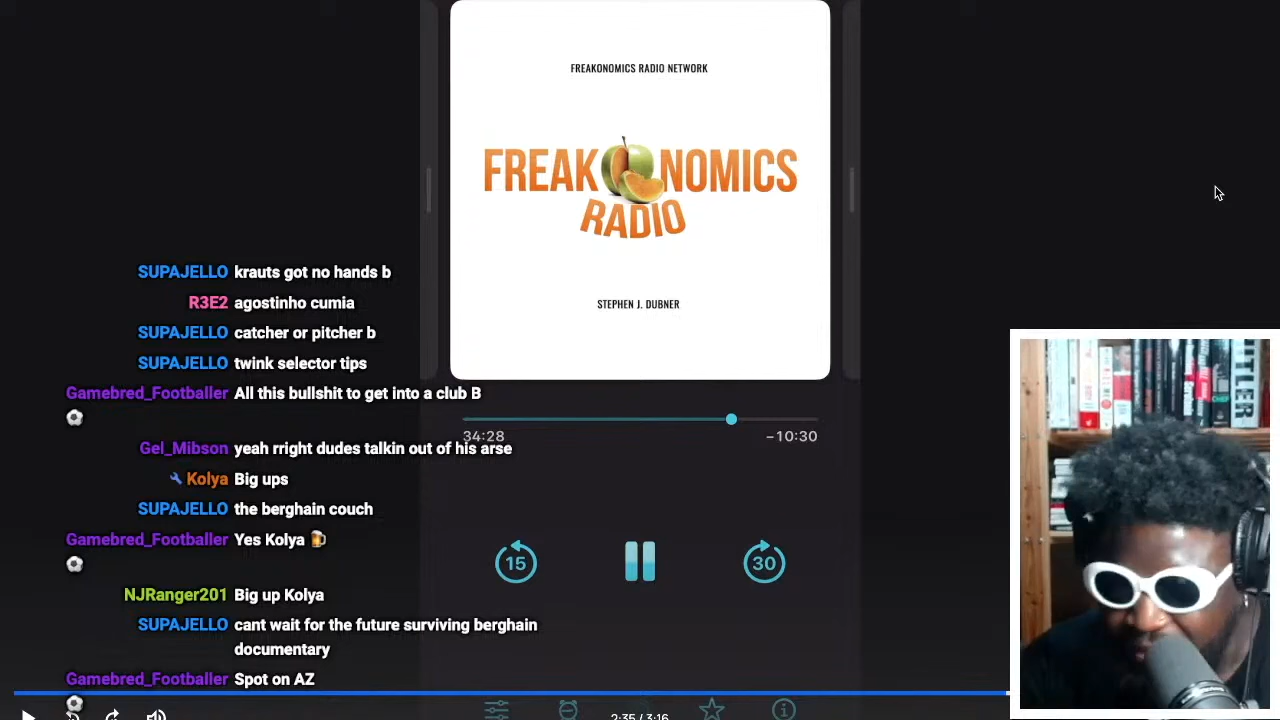 FREAKONOMICS RADIO NETWORK
FREAKONOMICS
RADIO
STEPHEN J. DUBNER
SUPAJELLO krauts got no hands b
R3E2 agostinho cumia
SUPAJELLO catcher or pitcher b
SUPAJELLO twink selector tips
Gamebred_Footballer All this bullshit to get into a club B
34:28 −10:30
Gel_Mibson yeah rright dudes talkin out of his arse
Kolya Big ups
SUPAJELLO the berghain couch
Gamebred_Footballer Yes Kolya
15 30
NJRanger201 Big up Kolya
SUPAJELLO cant wait for the future surviving berghain
documentary
Gamebred_Footballer Spot on AZ
2:35 / 3:16